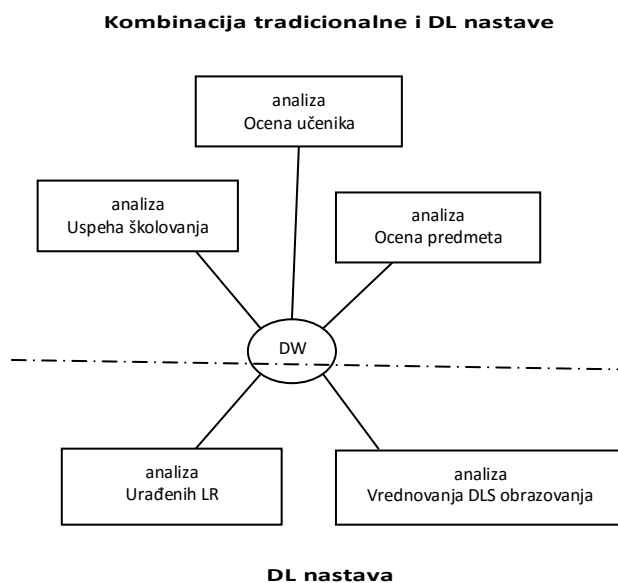 Kombinacija tradicionalne i DL nastave
analiza
Ocena učenika
analiza
Uspeha školovanja
analiza
Ocena predmeta
DW
analiza
Urađenih LR
analiza
Vrednovanja DLS obrazovanja
DL nastava